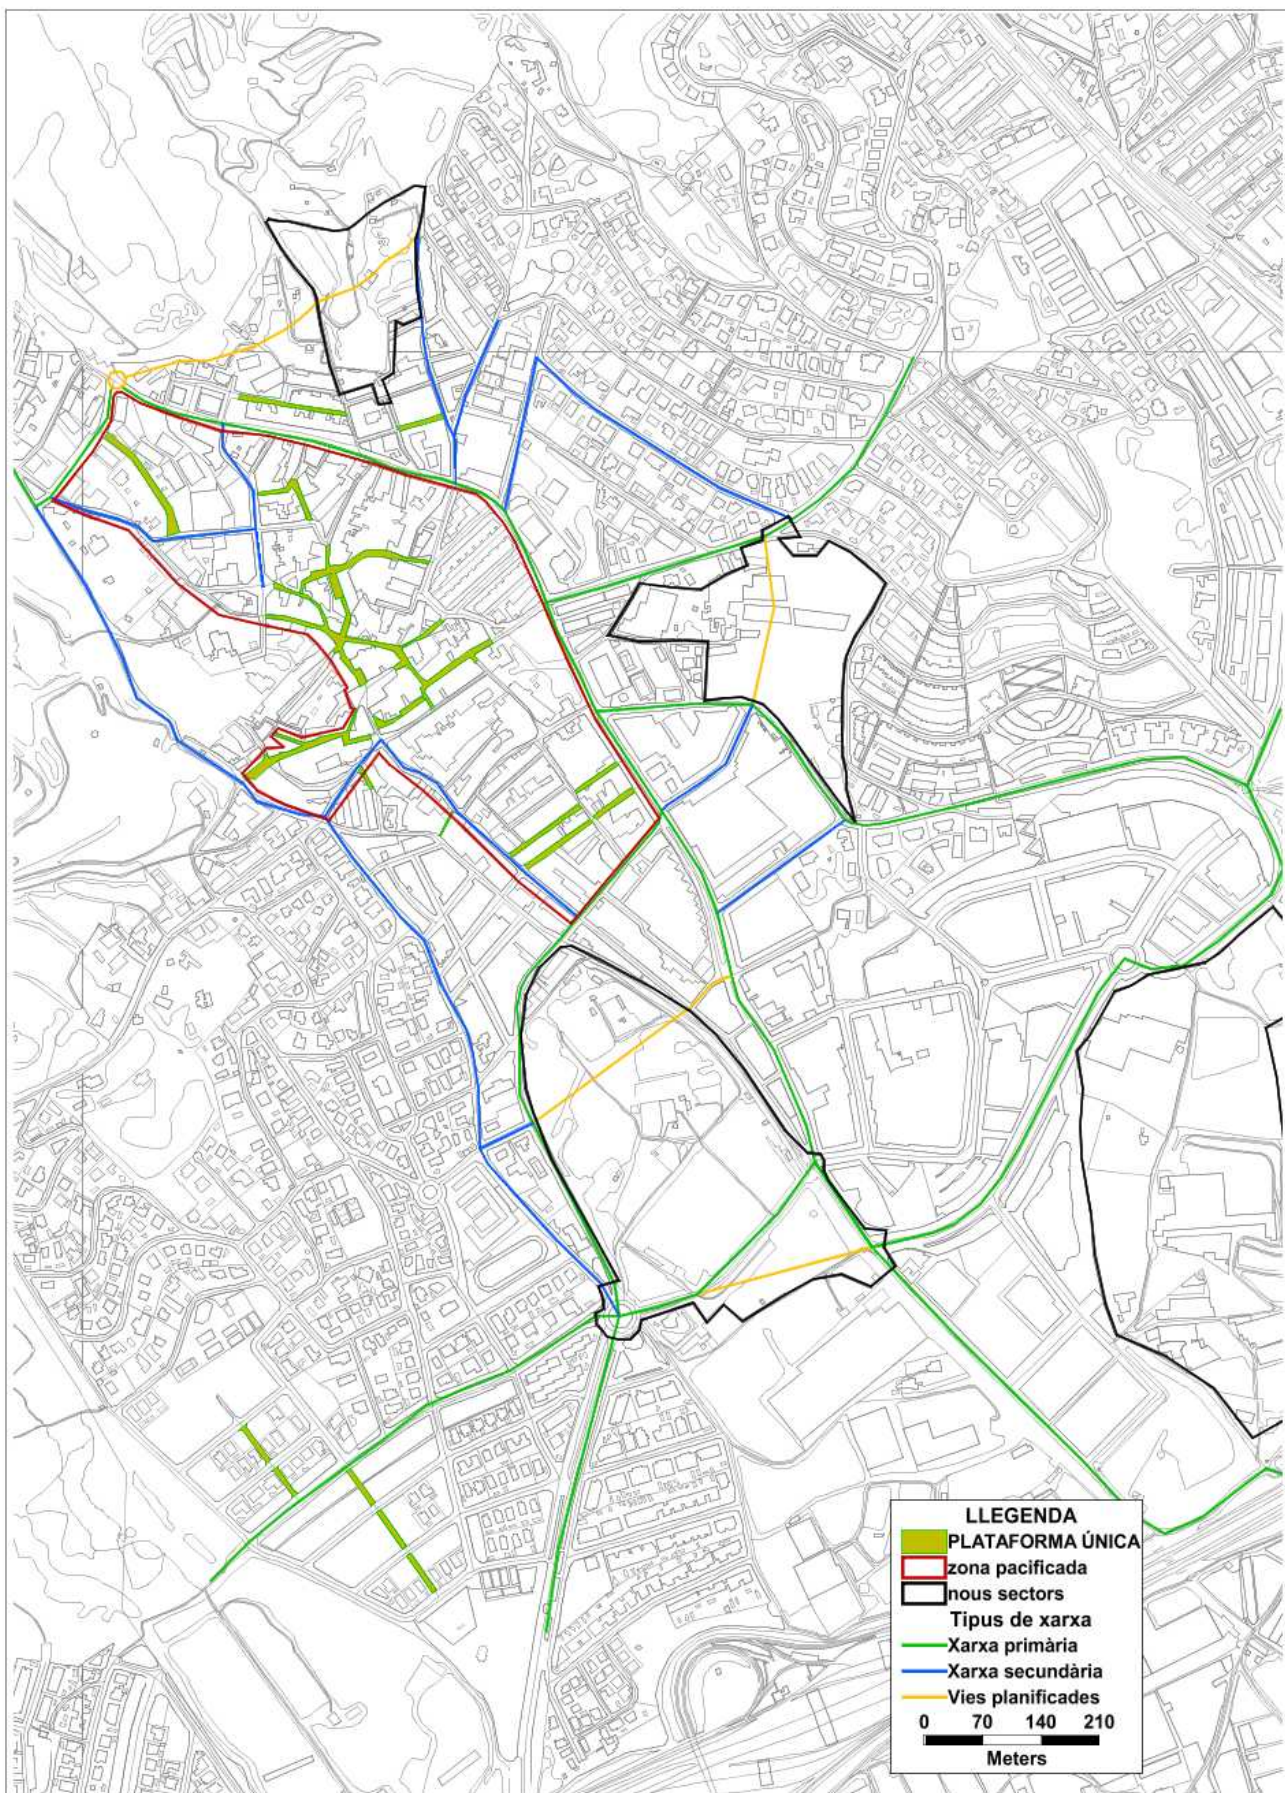 LLEGENDA
PLATAFORMA ÚNICA
zona pacificada
nous sectors
Tipus de xarxa
Xarxa primària
Xarxa secundària
Vies planificades
0 70 140 210
Meters